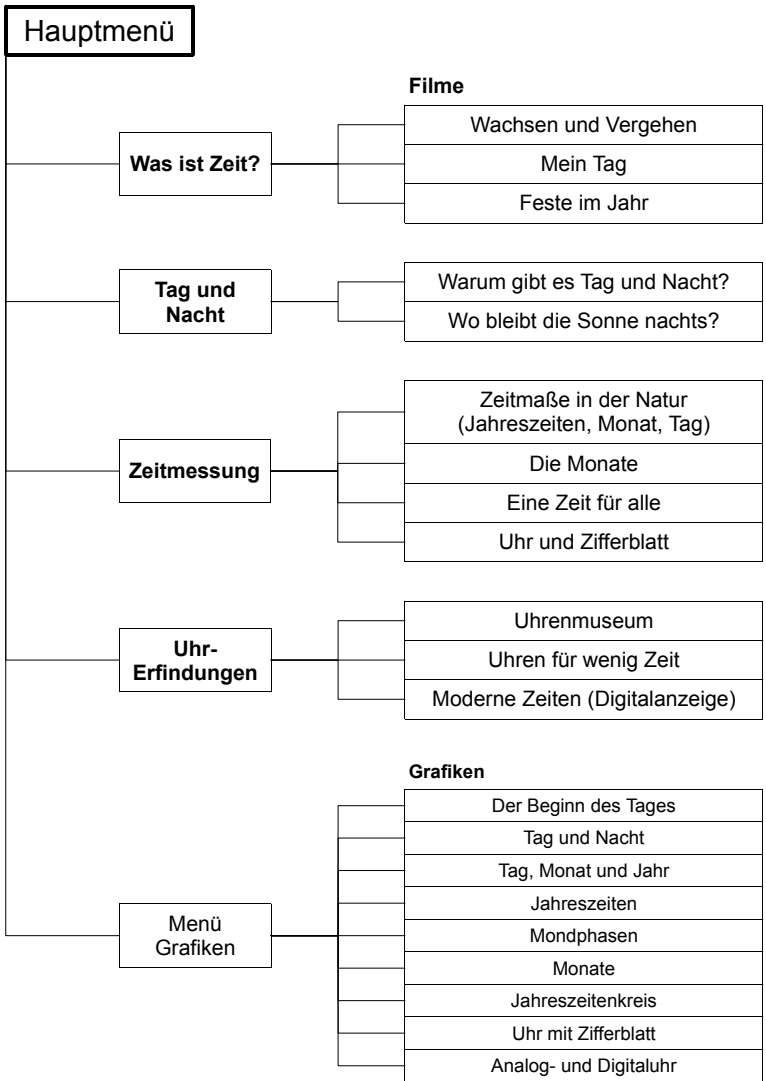 Hauptmenü
Filme
Was ist Zeit?
Wachsen und Vergehen
Mein Tag
Feste im Jahr
Tag und
Nacht
Warum gibt es Tag und Nacht?
Wo bleibt die Sonne nachts?
Zeitmessung
Zeitmaße in der Natur
(Jahreszeiten, Monat, Tag)
Die Monate
Eine Zeit für alle
Uhr und Zifferblatt
Uhr-
Erfindungen
Uhrenmuseum
Uhren für wenig Zeit
Moderne Zeiten (Digitalanzeige)
Grafiken
Menü
Grafiken
Der Beginn des Tages
Tag und Nacht
Tag, Monat und Jahr
Jahreszeiten
Mondphasen
Monate
Jahreszeitenkreis
Uhr mit Zifferblatt
Analog- und Digitaluhr